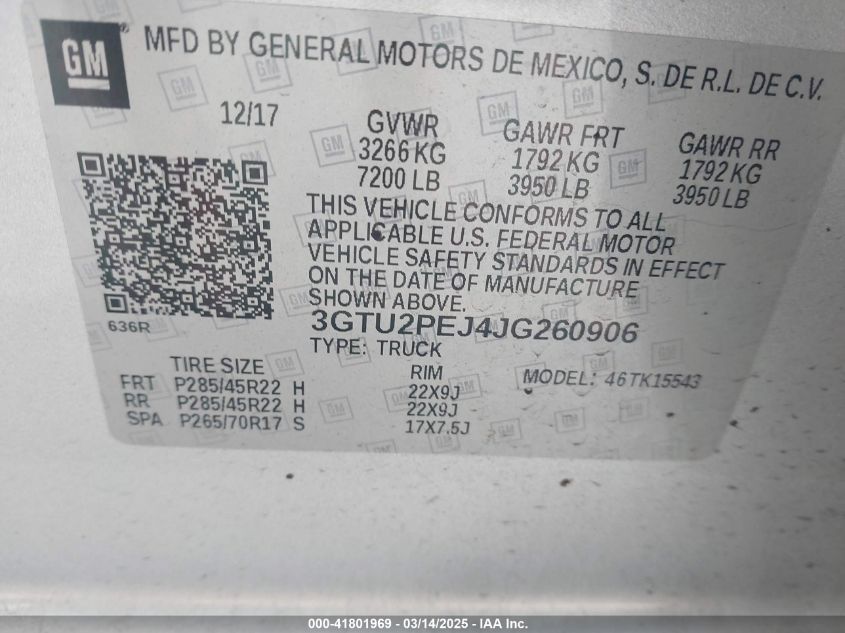 GM® MFD BY GENERAL MOTORS DE MEXICO, S. DE R.L. DE C.V.
12/17
GVWR
3266 KG
7200 LB
GAWR FRT
1792 KG
3950 LB
GAWR RR
1792 KG
3950 LB
THIS VEHICLE CONFORMS TO ALL
APPLICABLE U.S. FEDERAL MOTOR
VEHICLE SAFETY STANDARDS IN EFFECT
ON THE DATE OF MANUFACTURE
SHOWN ABOVE.
636R
3GTU2PEJ4JG260906
TYPE: TRUCK
TIRE SIZE RIM
FRT P285/45R22 H 22X9J
RR P285/45R22 H 22X9J
SPA P265/70R17 S 17X7.5J
MODEL: 46TK15543
000-41801969 - 03/14/2025 - IAA Inc.